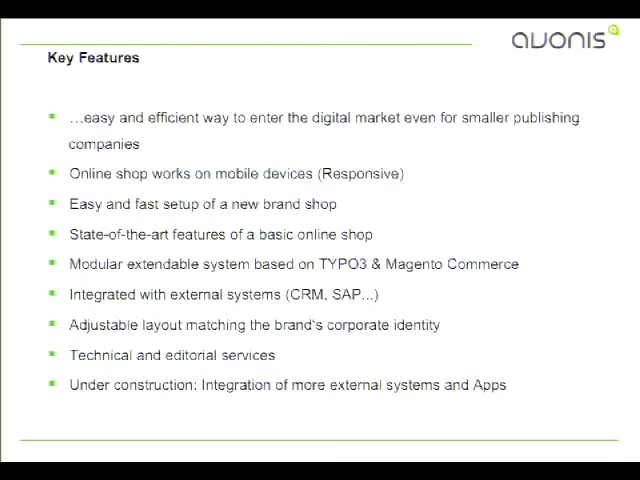 avonis
Key Features
…easy and efficient way to enter the digital market even for smaller publishing
companies
Online shop works on mobile devices (Responsive)
Easy and fast setup of a new brand shop
State-of-the-art features of a basic online shop
Modular extendable system based on TYPO3 & Magento Commerce
Integrated with external systems (CRM, SAP...)
Adjustable layout matching the brand's corporate identity
Technical and editorial services
Under construction: Integration of more external systems and Apps